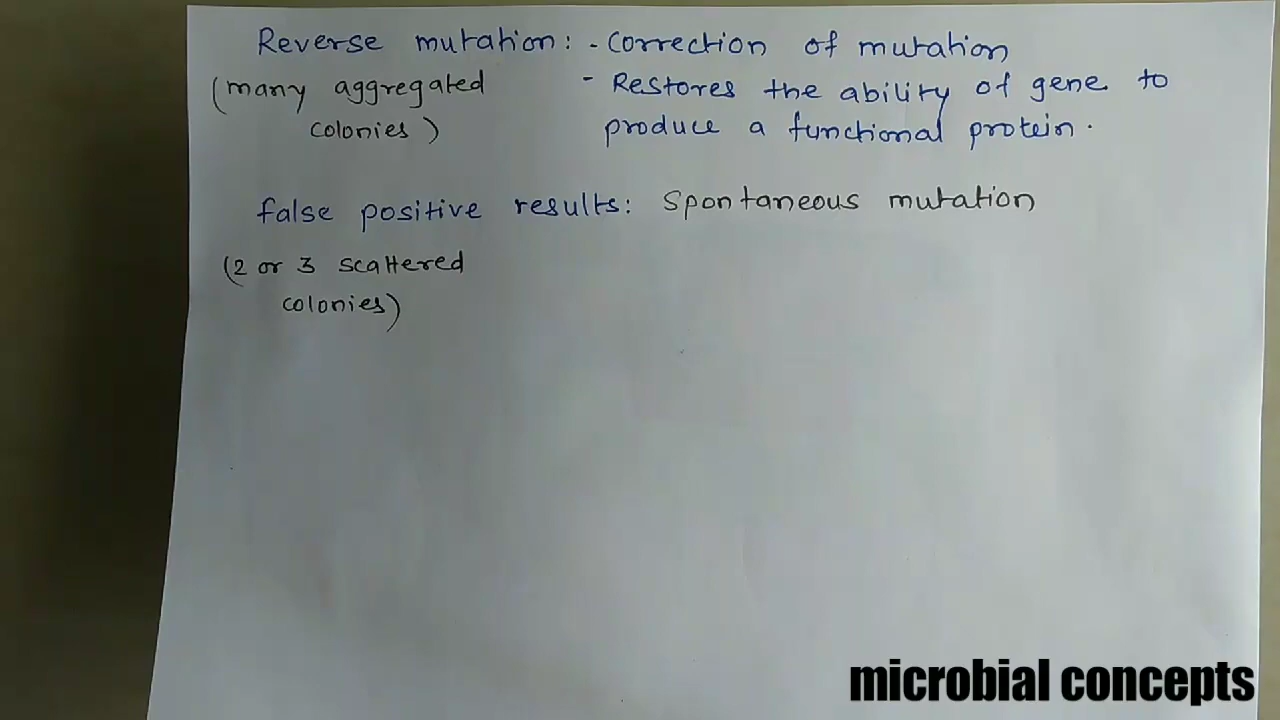 Reverse mutation: - Correction of mutation
(many aggregated - Restores the ability of gene to
colonies) produce a functional protein.
false positive results: Spontaneous mutation
(2 or 3 scattered
colonies)
microbial concepts